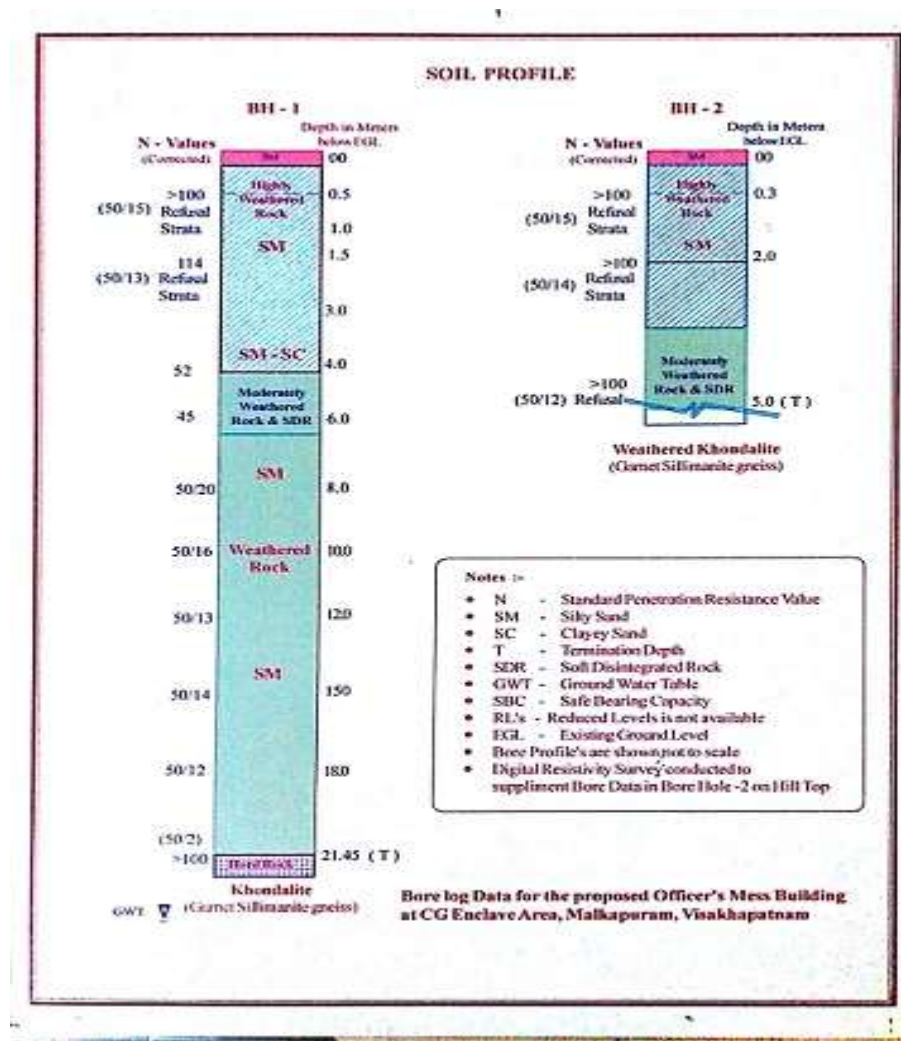 SOIL PROFILE
BH - 1
N - Values
(Corrected)
Depth in Meters
below EGL
00
Highly
Weathered
Rock
>100
(50/15) Refusal
Strata
0.5
1.0
SM
1.5
114
(50/13) Refusal
Strata
3.0
SM - SC
4.0
52
Moderately
Weathered
Rock & SDR
45
6.0
SM
50/20
8.0
50/16
Weathered
Rock
10.0
50/13
12.0
SM
50/14
15.0
50/12
18.0
(50/2)
>100
Hard Rock
21.45 ( T )
Khondalite
(Garnet Sillimanite gneiss)
GWT
BH - 2
N - Values
(Corrected)
Depth in Meters
below EGL
00
Highly
Weathered
Rock
>100
(50/15) Refusal
Strata
0.3
SM
2.0
>100
(50/14) Refusal
Strata
Moderately
Weathered
Rock & SDR
>100
(50/12) Refusal
5.0 ( T )
Weathered Khondalite
(Garnet Sillimanite gneiss)
Notes :-
• N - Standard Penetration Resistance Value
• SM - Silty Sand
• SC - Clayey Sand
• T - Termination Depth
• SDR - Soft Disintegrated Rock
• GWT - Ground Water Table
• SBC - Safe Bearing Capacity
• RL's - Reduced Levels is not available
• EGL - Existing Ground Level
• Bore Profile's are shown not to scale
• Digital Resistivity Survey conducted to
suppliment Bore Data in Bore Hole -2 on Hill Top
Bore log Data for the proposed Officer's Mess Building
at CG Enclave Area, Malkapuram, Visakhapatnam